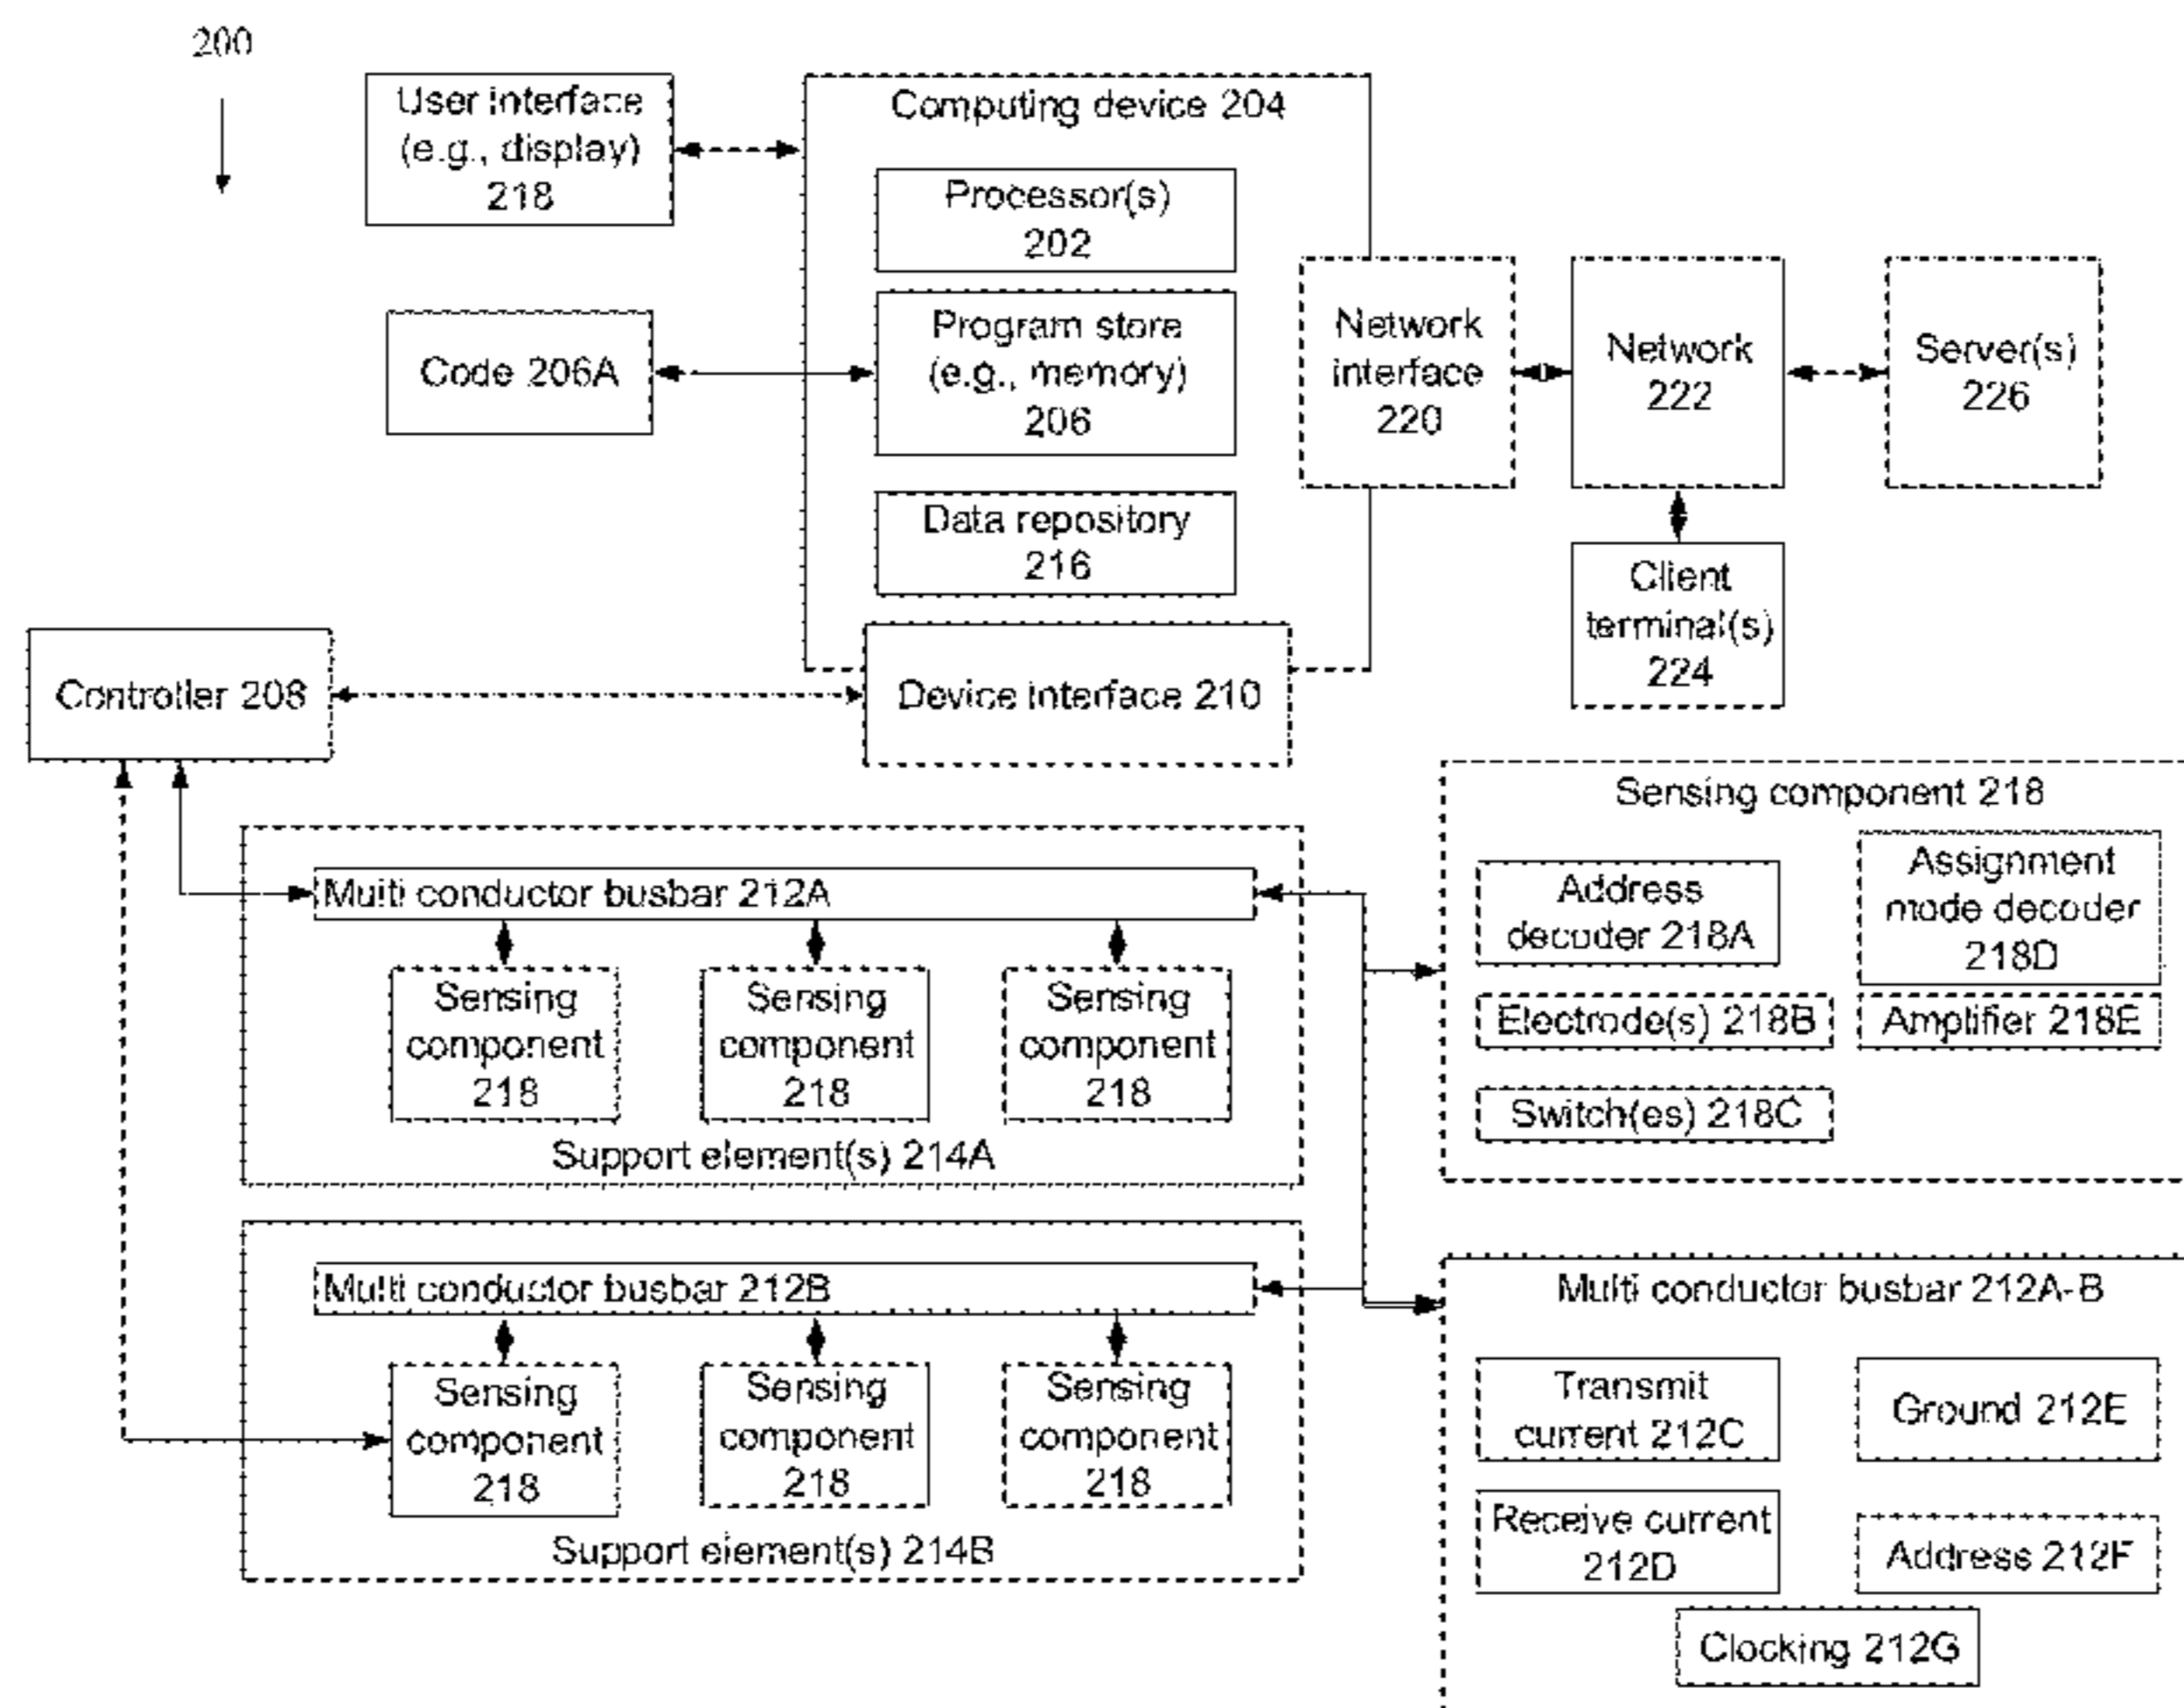 200
User interface
(e.g., display)
218
Computing device 204
Processor(s)
202
Code 206A
Program store
(e.g., memory)
206
Network
interface
220
Network
222
Server(s)
226
Data repository
216
Client
terminal(s)
224
Controller 208
Device interface 210
Sensing component 218
Address
decoder 218A
Assignment
mode decoder
218D
Electrode(s) 218B
Amplifier 218E
Switch(es) 218C
Multi conductor busbar 212A
Sensing
component
218
Sensing
component
218
Sensing
component
218
Support element(s) 214A
Multi conductor busbar 212B
Sensing
component
218
Sensing
component
218
Sensing
component
218
Support element(s) 214B
Multi conductor busbar 212A-B
Transmit
current 212C
Ground 212E
Receive current
212D
Address 212F
Clocking 212G